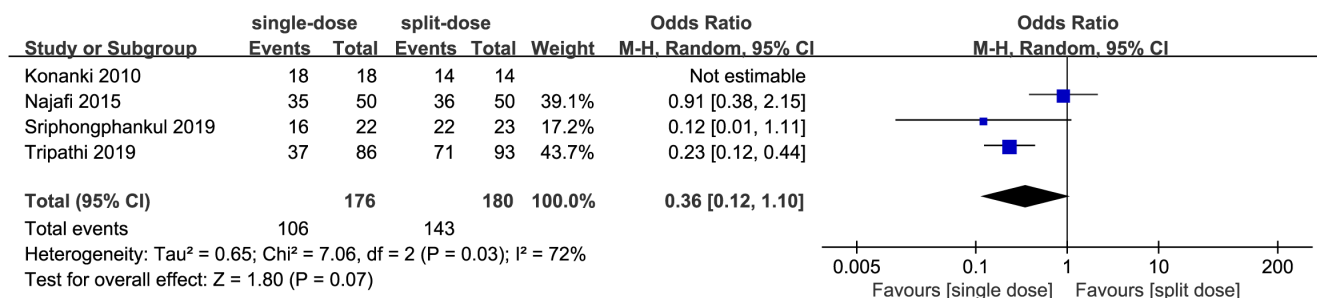 single-dose split-dose Odds Ratio Odds Ratio
Study or Subgroup Events Total Events Total Weight M-H, Random, 95% CI M-H, Random, 95% CI
Konanki 2010 18 18 14 14 Not estimable
Najafi 2015 35 50 36 50 39.1% 0.91 [0.38, 2.15]
Sriphongphankul 2019 16 22 22 23 17.2% 0.12 [0.01, 1.11]
Tripathi 2019 37 86 71 93 43.7% 0.23 [0.12, 0.44]
Total (95% CI) 176 180 100.0% 0.36 [0.12, 1.10]
Total events 106 143
Heterogeneity: Tau² = 0.65; Chi² = 7.06, df = 2 (P = 0.03); I² = 72%
Test for overall effect: Z = 1.80 (P = 0.07)
0.005 0.1 1 10 200
Favours [single dose] Favours [split dose]